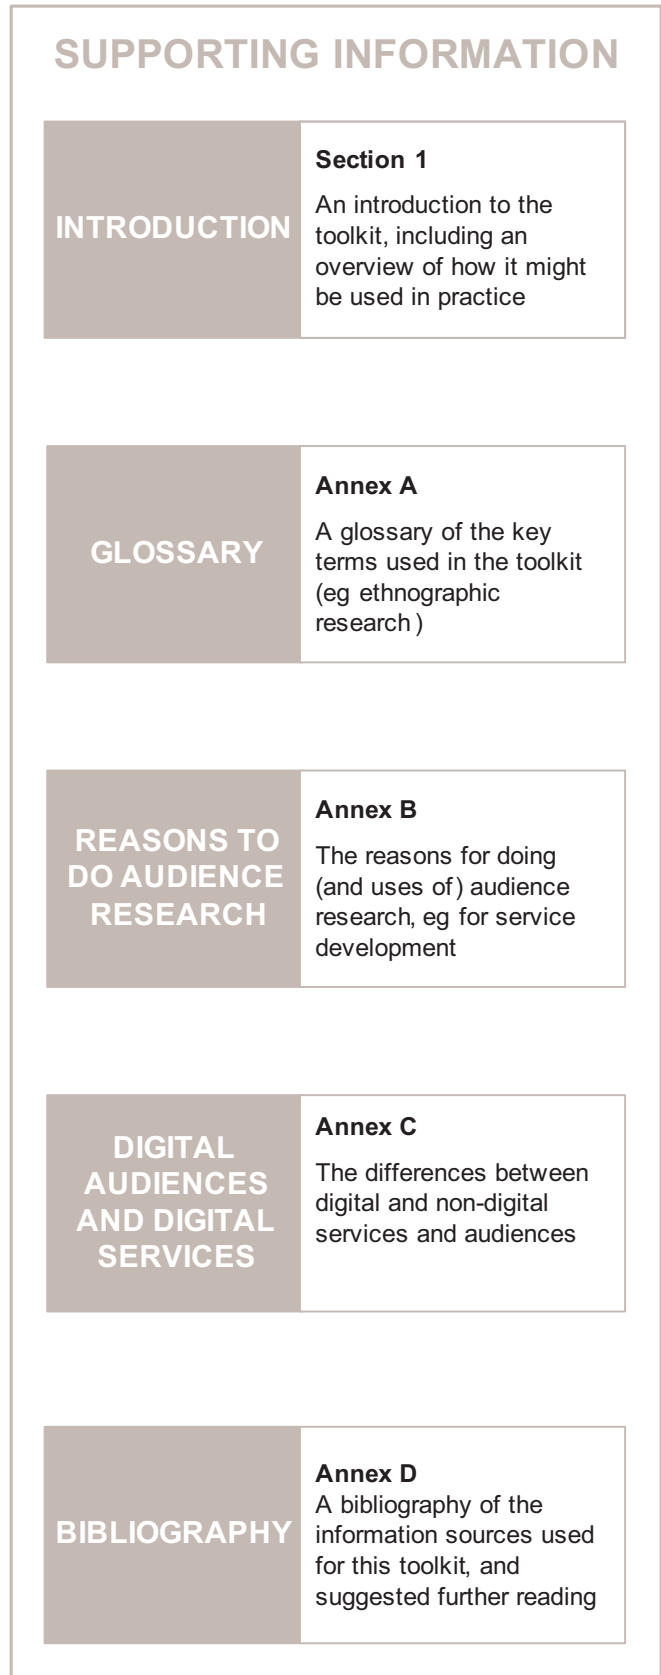 SUPPORTING INFORMATION
INTRODUCTION
Section 1
An introduction to the
toolkit, including an
overview of how it might
be used in practice
GLOSSARY
Annex A
A glossary of the key
terms used in the toolkit
(eg ethnographic
research)
REASONS TO
DO AUDIENCE
RESEARCH
Annex B
The reasons for doing
(and uses of) audience
research, eg for service
development
DIGITAL
AUDIENCES
AND DIGITAL
SERVICES
Annex C
The differences between
digital and non-digital
services and audiences
BIBLIOGRAPHY
Annex D
A bibliography of the
information sources used
for this toolkit, and
suggested further reading